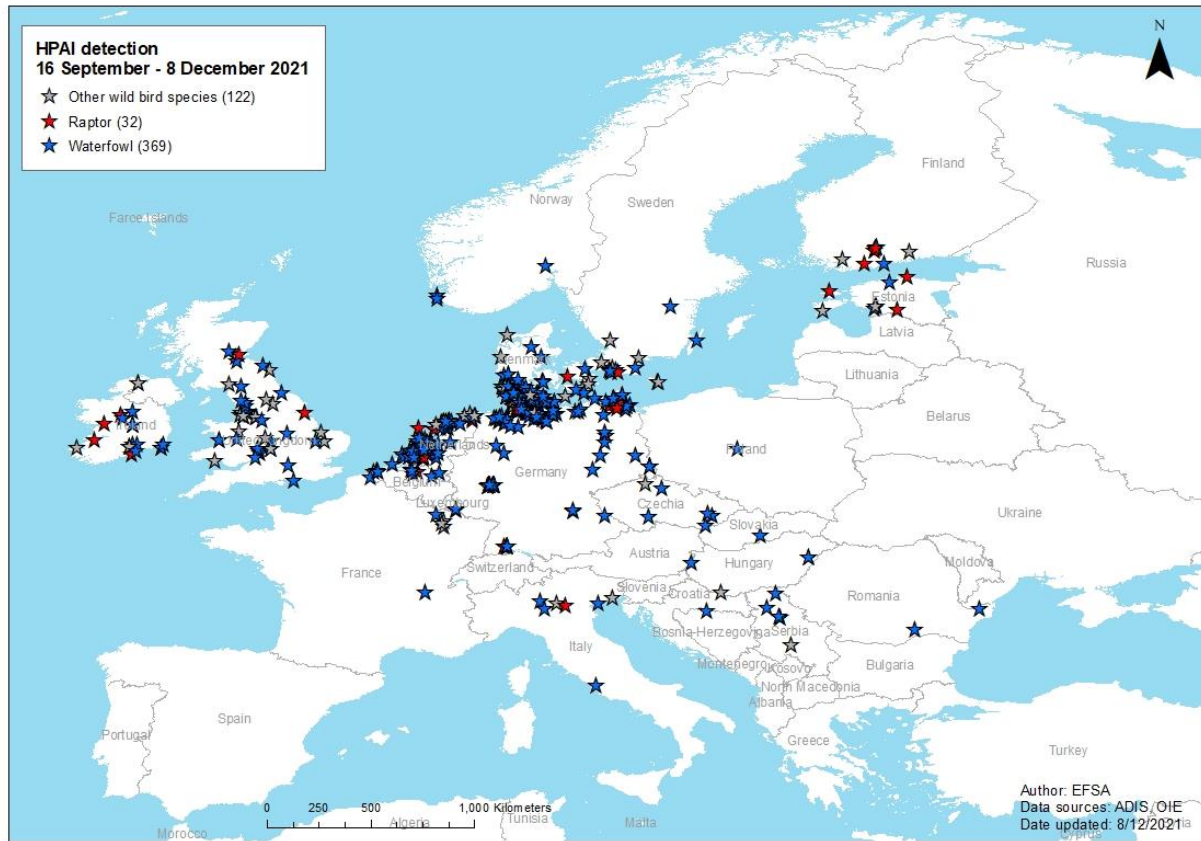 HPAI detection
16 September - 8 December 2021
Other wild bird species (122)
Raptor (32)
Waterfowl (369)
N
Finland
Norway
Sweden
Faroe Islands
Russia
Estonia
Latvia
Denmark
Lithuania
Ireland
Belarus
United Kingdom
Netherlands
Poland
Germany
Belgium
Luxembourg
Czechia
Ukraine
Slovakia
Austria
Moldova
France
Switzerland
Hungary
Slovenia
Croatia
Romania
Bosnia-Herzegovina
Serbia
Italy
Montenegro
Kosovo
Bulgaria
North Macedonia
Albania
Spain
Portugal
Greece
Turkey
0 250 500 1,000 Kilometers
Algeria
Tunisia
Malta
Morocco
Cyprus
Author: EFSA
Data sources: ADIS, OIE
Date updated: 8/12/2021